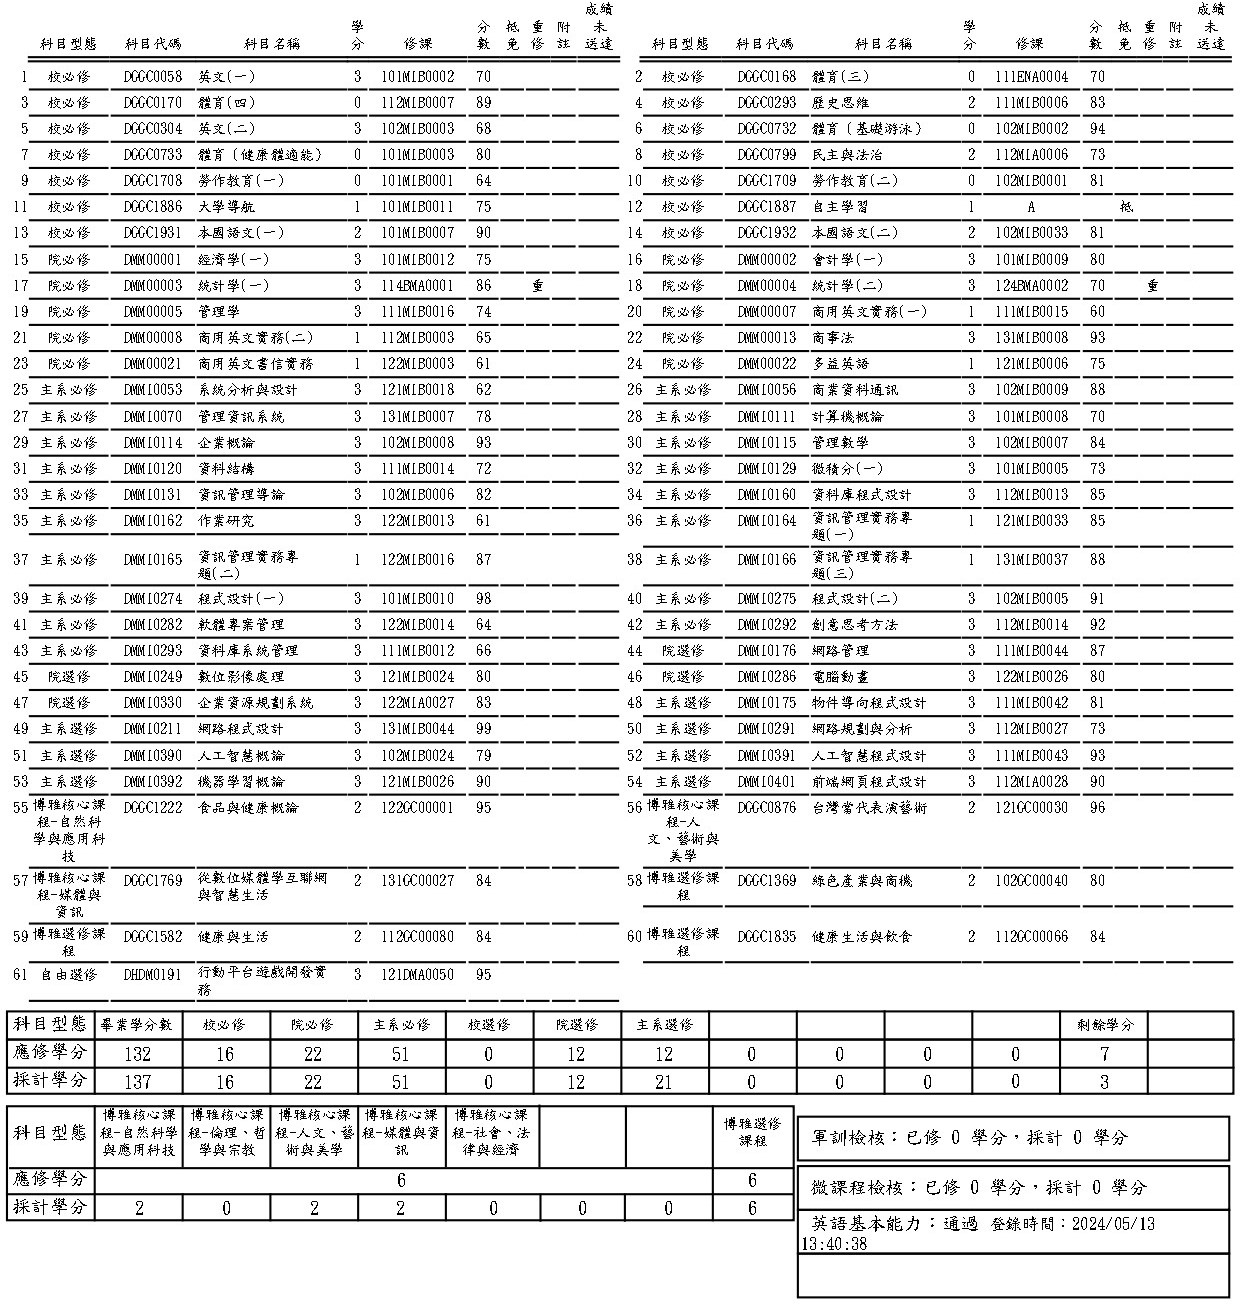 科目型態 科目代碼 科目名稱 學分 修課 分數 抵免 重修 附註 成績未送達 科目型態 科目代碼 科目名稱 學分 修課 分數 抵免 重修 附註 成績未送達
1 校必修 DGGC0058 英文(一) 3 101MIB0002 70 2 校必修 DGGC0168 體育(三) 0 111ENA0004 70
3 校必修 DGGC0170 體育(四) 0 112MIB0007 89 4 校必修 DGGC0293 歷史思維 2 111MIB0006 83
5 校必修 DGGC0304 英文(二) 3 102MIB0003 68 6 校必修 DGGC0732 體育（基礎游泳） 0 102MIB0002 94
7 校必修 DGGC0733 體育（健康體適能） 0 101MIB0003 80 8 校必修 DGGC0799 民主與法治 2 112MIA0006 73
9 校必修 DGGC1708 勞作教育(一) 0 101MIB0001 64 10 校必修 DGGC1709 勞作教育(二) 0 102MIB0001 81
11 校必修 DGGC1886 大學導航 1 101MIB0011 75 12 校必修 DGGC1887 自主學習 1 A 抵
13 校必修 DGGC1931 本國語文(一) 2 101MIB0007 90 14 校必修 DGGC1932 本國語文(二) 2 102MIB0033 81
15 院必修 DMM00001 經濟學(一) 3 101MIB0012 75 16 院必修 DMM00002 會計學(一) 3 101MIB0009 80
17 院必修 DMM00003 統計學(一) 3 114BMA0001 86 重 18 院必修 DMM00004 統計學(二) 3 124BMA0002 70 重
19 院必修 DMM00005 管理學 3 111MIB0016 74 20 院必修 DMM00007 商用英文實務(一) 1 111MIB0015 60
21 院必修 DMM00008 商用英文實務(二) 1 112MIB0003 65 22 院必修 DMM00013 商事法 3 131MIB0008 93
23 院必修 DMM00021 商用英文書信實務 1 122MIB0003 61 24 院必修 DMM00022 多益英語 1 121MIB0006 75
25 主系必修 DMMI0053 系統分析與設計 3 121MIB0018 62 26 主系必修 DMMI0056 商業資料通訊 3 102MIB0009 88
27 主系必修 DMMI0070 管理資訊系統 3 131MIB0007 78 28 主系必修 DMMI0111 計算機概論 3 101MIB0008 70
29 主系必修 DMMI0114 企業概論 3 102MIB0008 93 30 主系必修 DMMI0115 管理數學 3 102MIB0007 84
31 主系必修 DMMI0120 資料結構 3 111MIB0014 72 32 主系必修 DMMI0129 微積分(一) 3 101MIB0005 73
33 主系必修 DMMI0131 資訊管理導論 3 102MIB0006 82 34 主系必修 DMMI0160 資料庫程式設計 3 112MIB0013 85
35 主系必修 DMMI0162 作業研究 3 122MIB0013 61 36 主系必修 DMMI0164 資訊管理實務專 1 121MIB0033 85
題(一)
37 主系必修 DMMI0165 資訊管理實務專 1 122MIB0016 87 38 主系必修 DMMI0166 資訊管理實務專 1 131MIB0037 88
題(二) 題(三)
39 主系必修 DMMI0274 程式設計(一) 3 101MIB0010 98 40 主系必修 DMMI0275 程式設計(二) 3 102MIB0005 91
41 主系必修 DMMI0282 軟體專案管理 3 122MIB0014 64 42 主系必修 DMMI0292 創意思考方法 3 112MIB0014 92
43 主系必修 DMMI0293 資料庫系統管理 3 111MIB0012 66 44 院選修 DMMI0176 網路管理 3 111MIB0044 87
45 院選修 DMMI0249 數位影像處理 3 121MIB0024 80 46 院選修 DMMI0286 電腦動畫 3 122MIB0026 80
47 院選修 DMMI0330 企業資源規劃系統 3 122MIA0027 83 48 主系選修 DMMI0175 物件導向程式設計 3 111MIB0042 81
49 主系選修 DMMI0211 網路程式設計 3 131MIB0044 99 50 主系選修 DMMI0291 網路規劃與分析 3 112MIB0027 73
51 主系選修 DMMI0390 人工智慧概論 3 102MIB0024 79 52 主系選修 DMMI0391 人工智慧程式設計 3 111MIB0043 93
53 主系選修 DMMI0392 機器學習概論 3 121MIB0026 90 54 主系選修 DMMI0401 前端網頁程式設計 3 112MIA0028 90
55 博雅核心課 DGGC1222 食品與健康概論 2 122GC00001 95 56 博雅核心課 DGGC0876 台灣當代表演藝術 2 121GC00030 96
程-自然科 程-人
學與應用科 文、藝術與
技 美學
57 博雅核心課 DGGC1769 從數位媒體學互聯網 2 131GC00027 84 58 博雅選修課 DGGC1369 綠色產業與商機 2 102GC00040 80
程-媒體與 與智慧生活 程
資訊
59 博雅選修課 DGGC1582 健康與生活 2 112GC00080 84 60 博雅選修課 DGGC1835 健康生活與飲食 2 112GC00066 84
程 程
61 自由選修 DHDM0191 行動平台遊戲開發實 3 121DMA0050 95
務
科目型態 畢業學分數 校必修 院必修 主系必修 校選修 院選修 主系選修 剩餘學分
應修學分 132 16 22 51 0 12 12 0 0 0 0 7
採計學分 137 16 22 51 0 12 21 0 0 0 0 3
科目型態 博雅核心課程-自然科學與應用科技 博雅核心課程-倫理、哲學與宗教 博雅核心課程-人文、藝術與美學 博雅核心課程-媒體與資訊 博雅核心課程-社會、法律與經濟 博雅選修課程
應修學分 6 6
採計學分 2 0 2 2 0 0 0 6
軍訓檢核：已修 0 學分，採計 0 學分
微課程檢核：已修 0 學分，採計 0 學分
英語基本能力：通過 登錄時間：2024/05/13
13:40:38